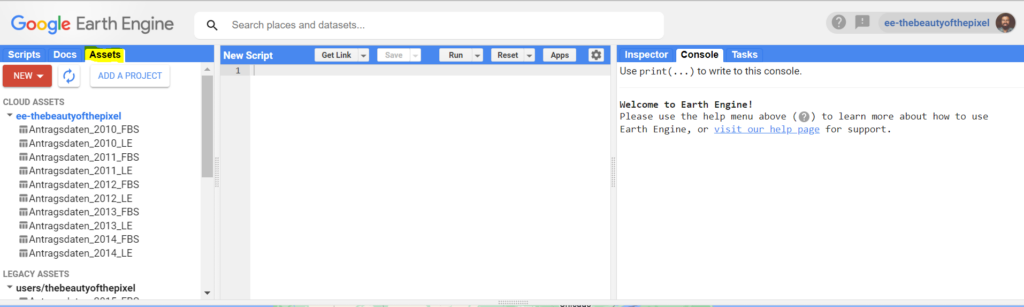 Google Earth Engine
Search places and datasets...
ee-thebeautyofthepixel
Scripts Docs Assets
NEW
ADD A PROJECT
CLOUD ASSETS
ee-thebeautyofthepixel
Antragsdaten_2010_FBS
Antragsdaten_2010_LE
Antragsdaten_2011_FBS
Antragsdaten_2011_LE
Antragsdaten_2012_FBS
Antragsdaten_2012_LE
Antragsdaten_2013_FBS
Antragsdaten_2013_LE
Antragsdaten_2014_FBS
Antragsdaten_2014_LE
LEGACY ASSETS
users/thebeautyofthepixel
Antragsdaten_2015_FBS
New Script Get Link Save Run Reset Apps
1
Inspector Console Tasks
Use print(...) to write to this console.
Welcome to Earth Engine!
Please use the help menu above (?) to learn more about how to use
Earth Engine, or visit our help page for support.